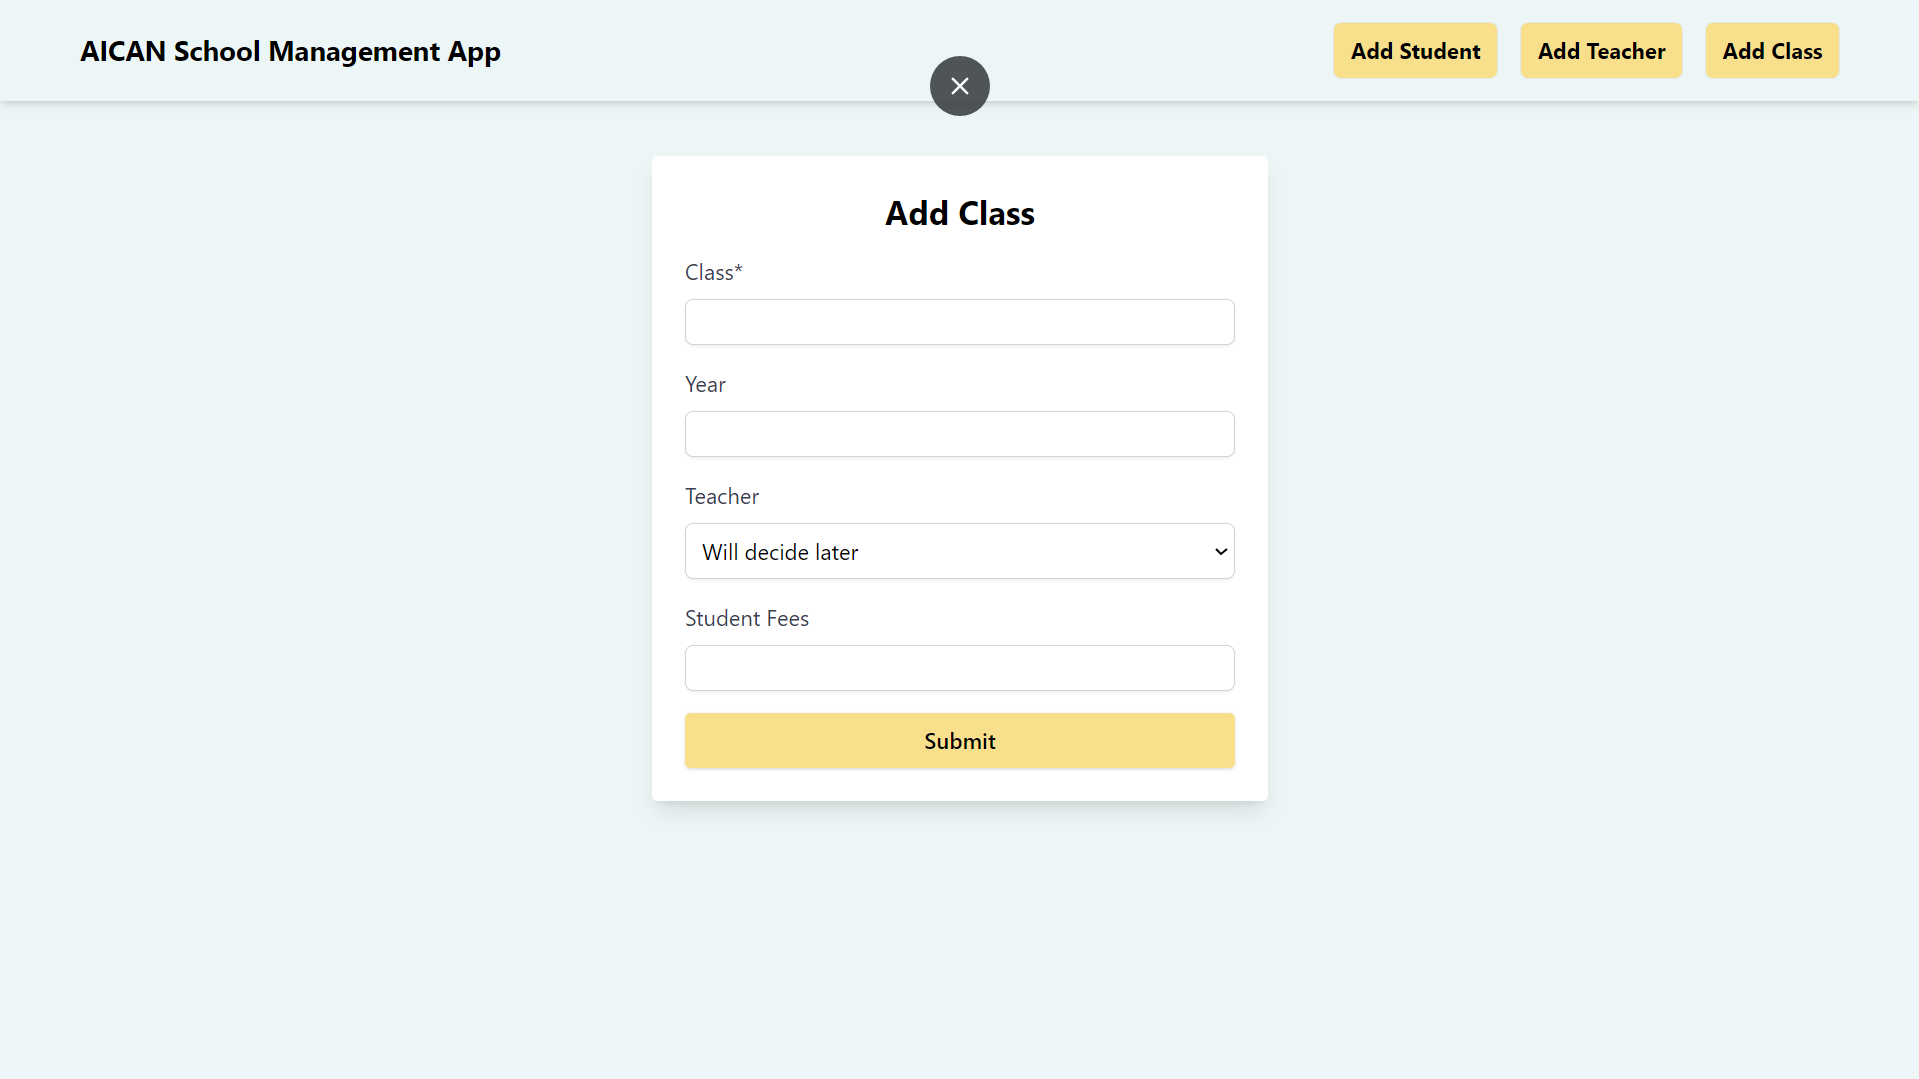 AICAN School Management App
Add Student
Add Teacher
Add Class
Add Class
Class*
Year
Teacher
Will decide later
Student Fees
Submit